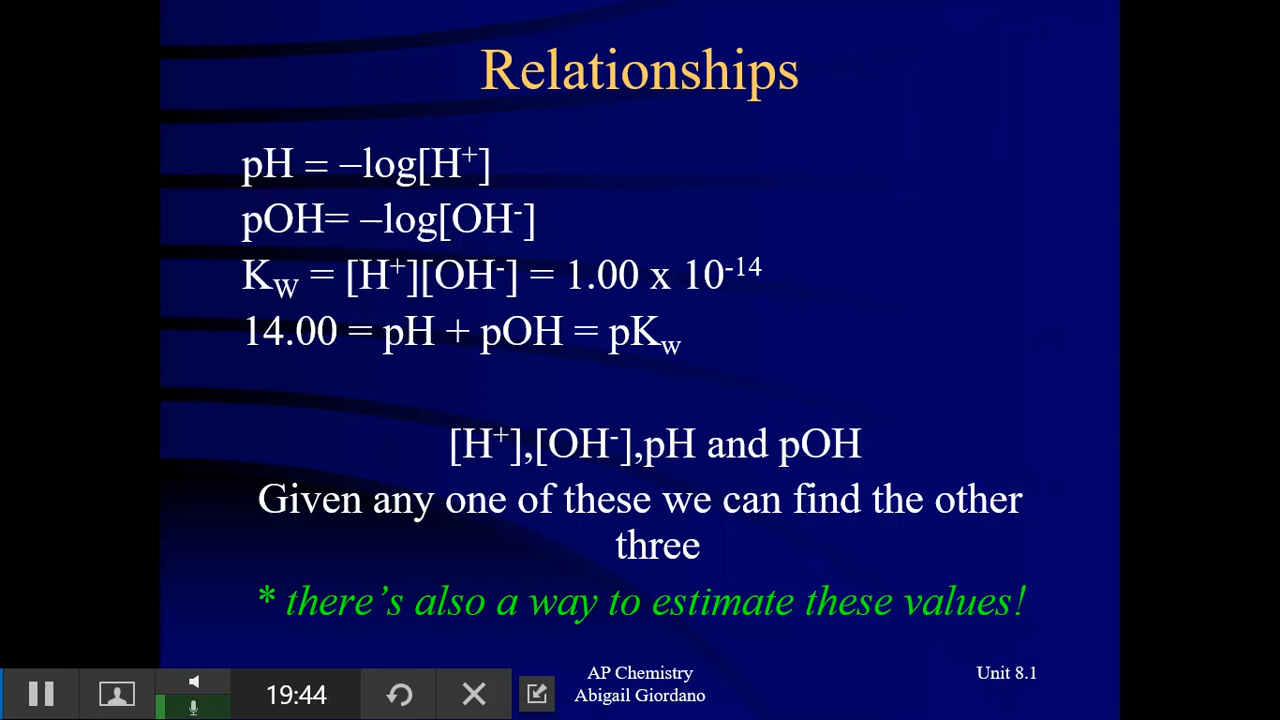 Relationships
pH = –log[H⁺]
pOH= –log[OH⁻]
K_W = [H⁺][OH⁻] = 1.00 x 10⁻¹⁴
14.00 = pH + pOH = pK_w
[H⁺],[OH⁻],pH and pOH
Given any one of these we can find the other
three
* there’s also a way to estimate these values!
AP Chemistry
Abigail Giordano
Unit 8.1
19:44